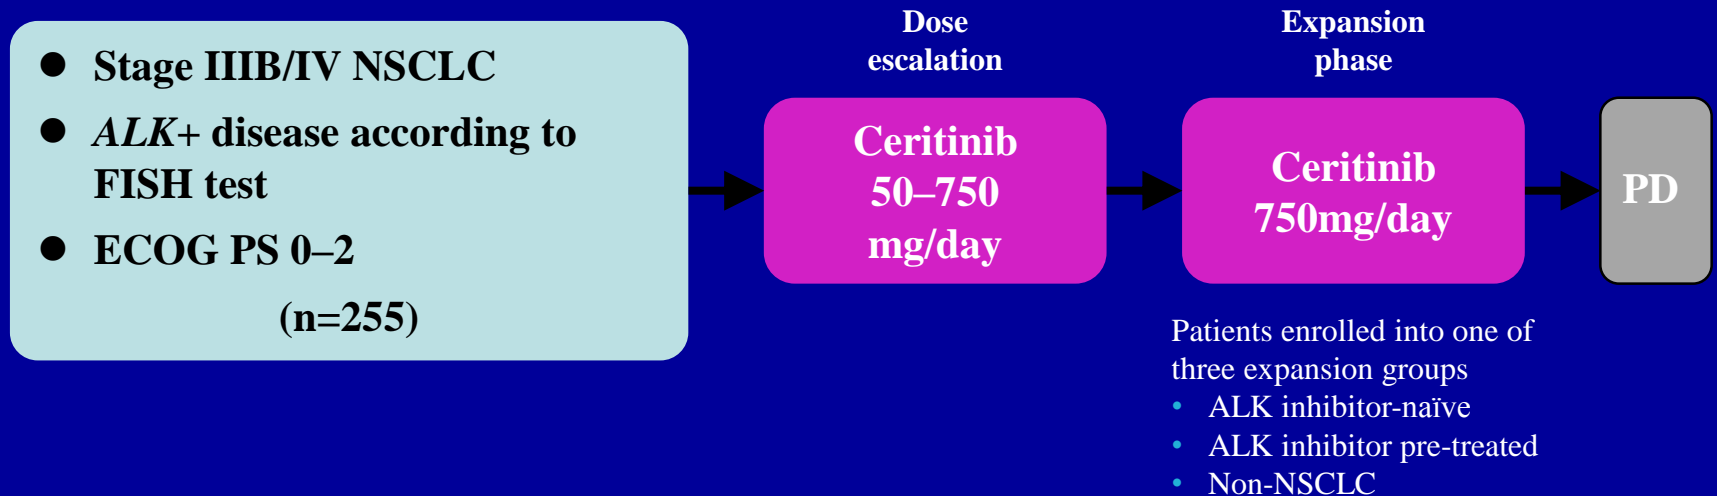 ● Stage IIIB/IV NSCLC
● ALK+ disease according to
FISH test
● ECOG PS 0–2
(n=255)
Dose
escalation
Ceritinib
50–750
mg/day
Expansion
phase
Ceritinib
750mg/day
PD
Patients enrolled into one of
three expansion groups
• ALK inhibitor-naïve
• ALK inhibitor pre-treated
• Non-NSCLC